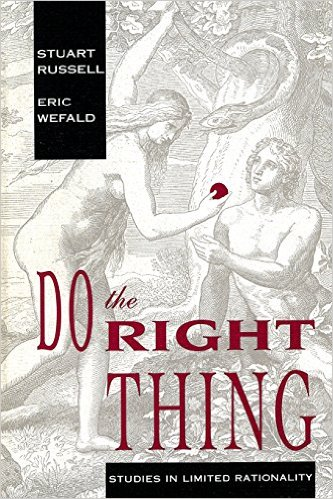 STUART
RUSSELL
ERIC
WEFALD
DO the
RIGHT
THING
STUDIES IN LIMITED RATIONALITY